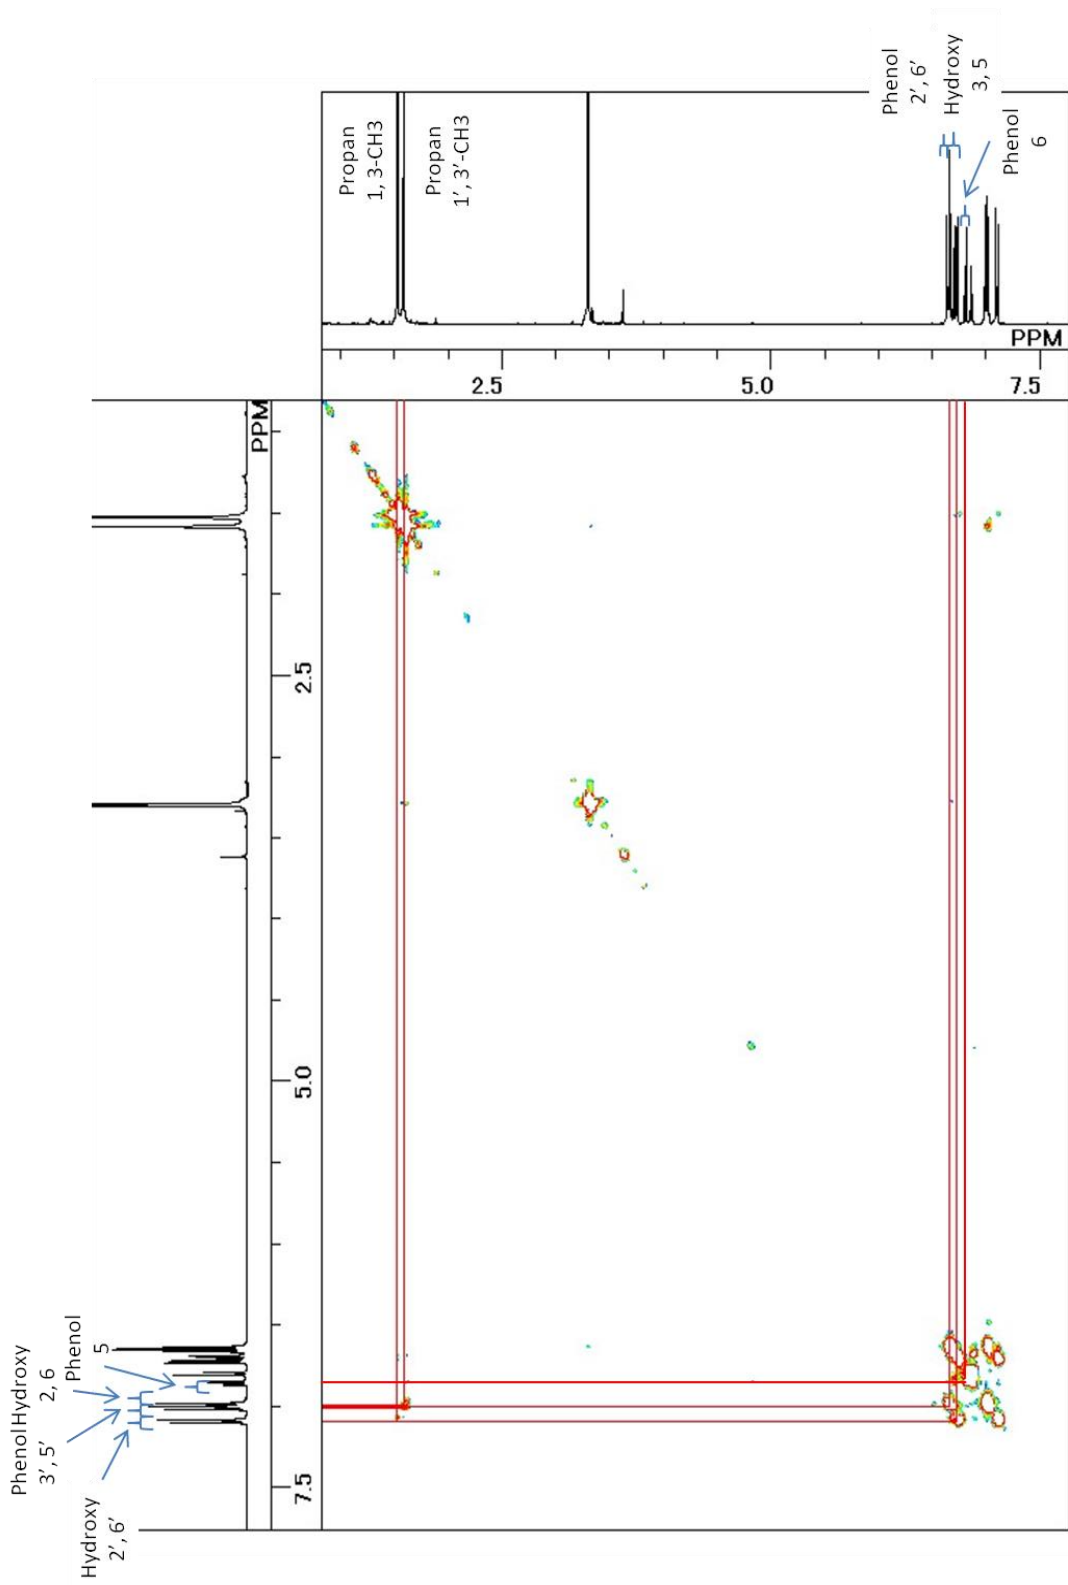 Propan
1, 3-CH3
Propan
1′, 3′-CH3
Phenol
2′, 6′
Hydroxy
3, 5
Phenol
6
PPM
2.5
5.0
7.5
PPM
2.5
5.0
7.5
Phenol
5
Hydroxy
2, 6
Phenol
3′, 5′
Hydroxy
2′, 6′